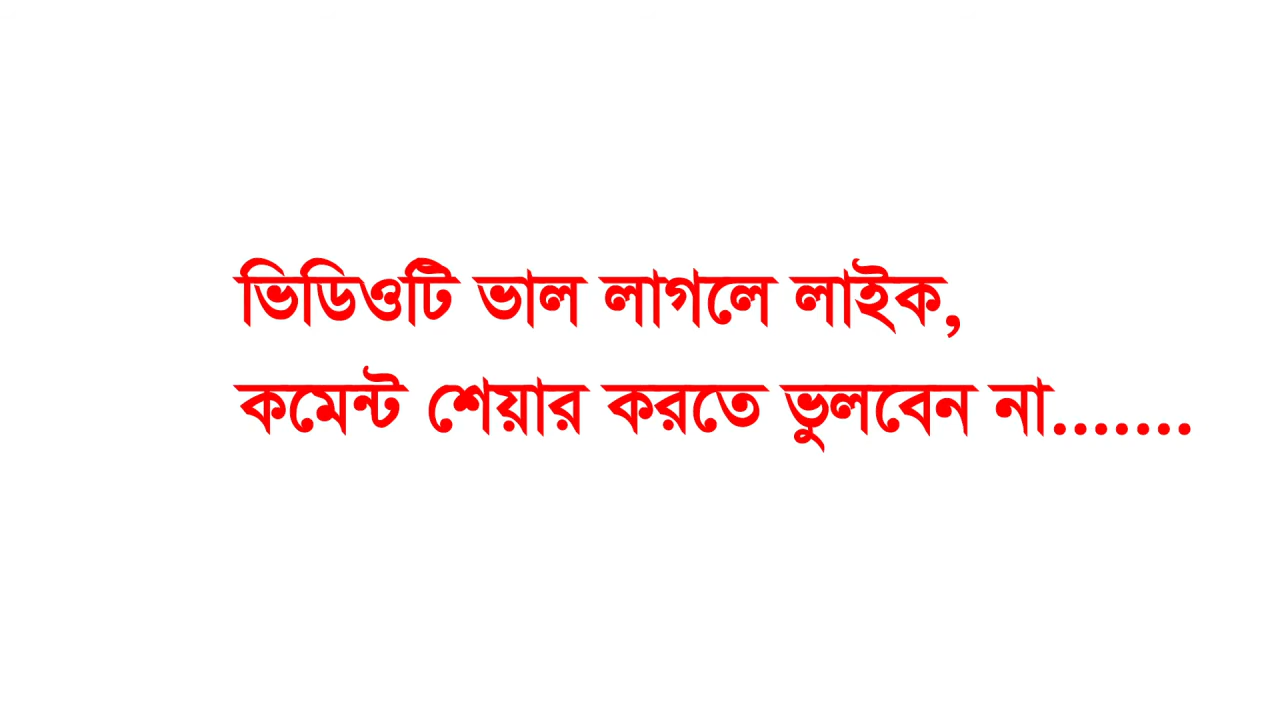 ভিডিওটি ভাল লাগলে লাইক,
কমেন্ট শেয়ার করতে ভুলবেন না.......